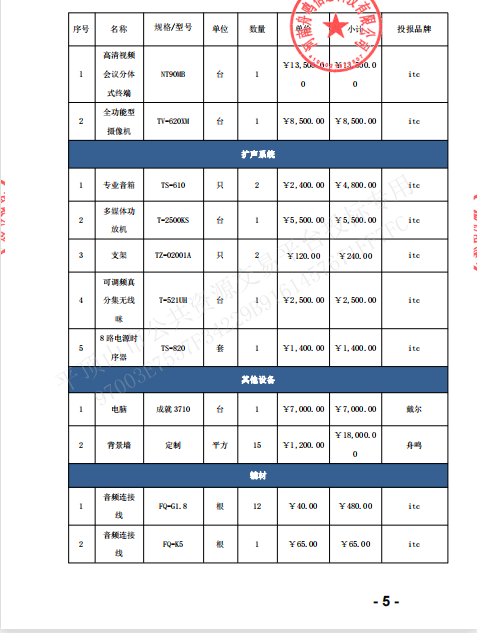 序号 名称 规格/型号 单位 数量 单价 小计 投报品牌
1 高清视频会议分体式终端 NT90MB 台 1 ￥13,500.00 ￥13,500.00 itc
2 全功能型摄像机 TV-620XM 台 1 ￥8,500.00 ￥8,500.00 itc
扩声系统
1 专业音箱 TS-610 只 2 ￥2,400.00 ￥4,800.00 itc
2 多媒体功放机 T-2500KS 台 1 ￥5,500.00 ￥5,500.00 itc
3 支架 TZ-02001A 只 2 ￥120.00 ￥240.00 itc
4 可调频真分集无线咪 T-521UH 台 1 ￥2,500.00 ￥2,500.00 itc
5 8路电源时序器 TS-820 套 1 ￥1,400.00 ￥1,400.00 itc
其他设备
1 电脑 成就 3710 台 1 ￥7,000.00 ￥7,000.00 戴尔
2 背景墙 定制 平方 15 ￥1,200.00 ￥18,000.00 舟鸣
辅材
1 音频连接线 FQ-G1.8 根 12 ￥40.00 ￥480.00 itc
2 音频连接线 FQ-K5 根 1 ￥65.00 ￥65.00 itc
- 5 -